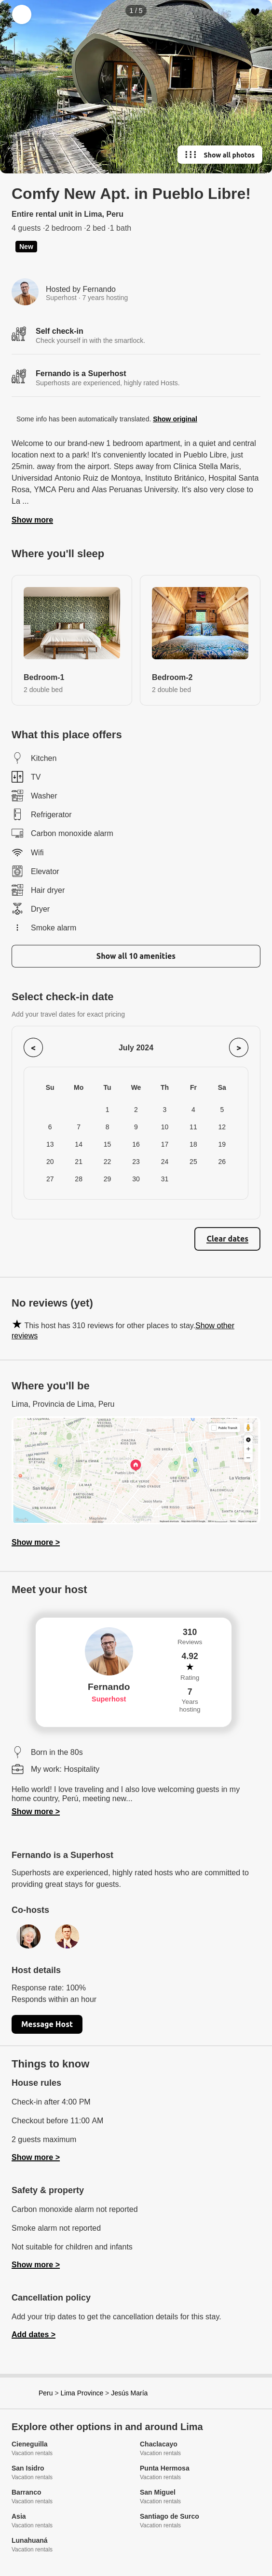 1 / 5
Show all photos
Comfy New Apt. in Pueblo Libre!
Entire rental unit in Lima, Peru
4 guests ·2 bedroom ·2 bed ·1 bath
New
Hosted by Fernando
Superhost · 7 years hosting
Self check-in
Check yourself in with the smartlock.
Fernando is a Superhost
Superhosts are experienced, highly rated Hosts.
Some info has been automatically translated. Show original
Welcome to our brand-new 1 bedroom apartment, in a quiet and central
location next to a park! It's conveniently located in Pueblo Libre, just
25min. away from the airport. Steps away from Clinica Stella Maris,
Universidad Antonio Ruiz de Montoya, Instituto Británico, Hospital Santa
Rosa, YMCA Peru and Alas Peruanas University. It's also very close to
La ...
Show more
Where you'll sleep
Bedroom-1
2 double bed
Bedroom-2
2 double bed
What this place offers
Kitchen
TV
Washer
Refrigerator
Carbon monoxide alarm
Wifi
Elevator
Hair dryer
Dryer
Smoke alarm
Show all 10 amenities
Select check-in date
Add your travel dates for exact pricing
<
July 2024
>
Su Mo Tu We Th Fr Sa
1 2 3 4 5
6 7 8 9 10 11 12
13 14 15 16 17 18 19
20 21 22 23 24 25 26
27 28 29 30 31
Clear dates
No reviews (yet)
★ This host has 310 reviews for other places to stay.Show other
reviews
Where you'll be
Lima, Provincia de Lima, Peru
San Miguel
Pueblo Libre
Jesús María
La Victoria
Show more >
Meet your host
Fernando
Superhost
310
Reviews
4.92
★
Rating
7
Years
hosting
Born in the 80s
My work: Hospitality
Hello world! I love traveling and I also love welcoming guests in my
home country, Perú, meeting new...
Show more >
Fernando is a Superhost
Superhosts are experienced, highly rated hosts who are committed to
providing great stays for guests.
Co-hosts
Host details
Response rate: 100%
Responds within an hour
Message Host
Things to know
House rules
Check-in after 4:00 PM
Checkout before 11:00 AM
2 guests maximum
Show more >
Safety & property
Carbon monoxide alarm not reported
Smoke alarm not reported
Not suitable for children and infants
Show more >
Cancellation policy
Add your trip dates to get the cancellation details for this stay.
Add dates >
Peru > Lima Province > Jesús María
Explore other options in and around Lima
Cieneguilla
Vacation rentals
Chaclacayo
Vacation rentals
San Isidro
Vacation rentals
Punta Hermosa
Vacation rentals
Barranco
Vacation rentals
San Miguel
Vacation rentals
Asia
Vacation rentals
Santiago de Surco
Vacation rentals
Lunahuaná
Vacation rentals